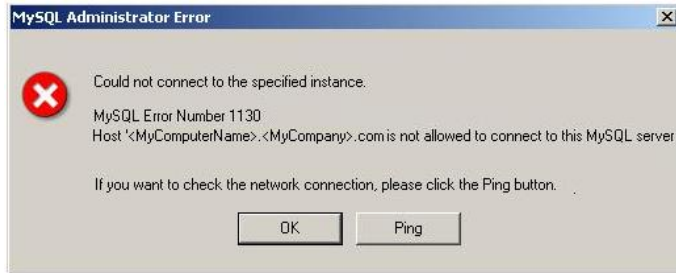 MySQL Administrator Error
Could not connect to the specified instance.
MySQL Error Number 1130
Host '<MyComputerName>.<MyCompany>.com is not allowed to connect to this MySQL server
If you want to check the network connection, please click the Ping button.
OK
Ping